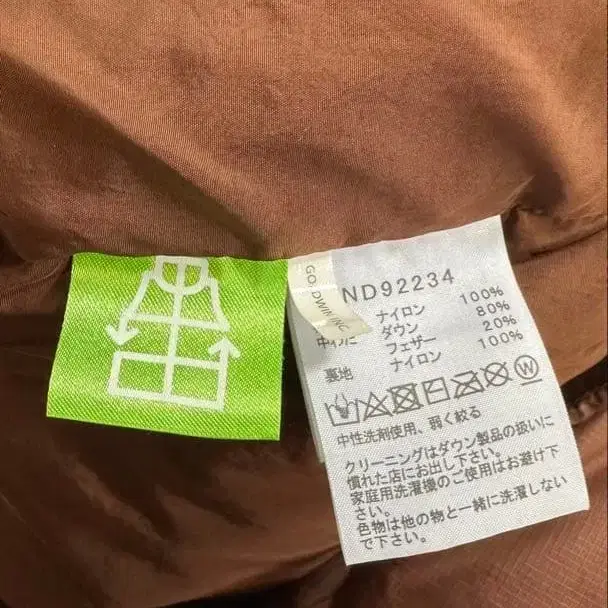 GOLDWIN INC
ND92234
ナイロン 100%
中わた ダウン 80%
フェザー 20%
裏地 ナイロン 100%
W
中性洗剤使用、弱く絞る
クリーニングはダウン製品の扱いに
慣れた店にお出し下さい。
家庭用洗濯機のご使用はお避け下
さい。
色物は他の物と一緒に洗濯しない
で下さい。